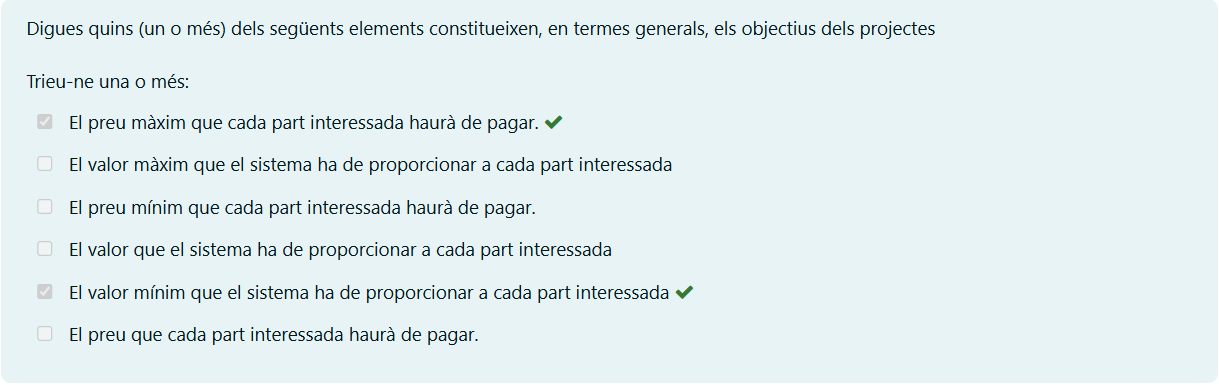 Digues quins (un o més) dels següents elements constitueixen, en termes generals, els objectius dels projectes
Trieu-ne una o més:
El preu màxim que cada part interessada haurà de pagar.
El valor màxim que el sistema ha de proporcionar a cada part interessada
El preu mínim que cada part interessada haurà de pagar.
El valor que el sistema ha de proporcionar a cada part interessada
El valor mínim que el sistema ha de proporcionar a cada part interessada
El preu que cada part interessada haurà de pagar.